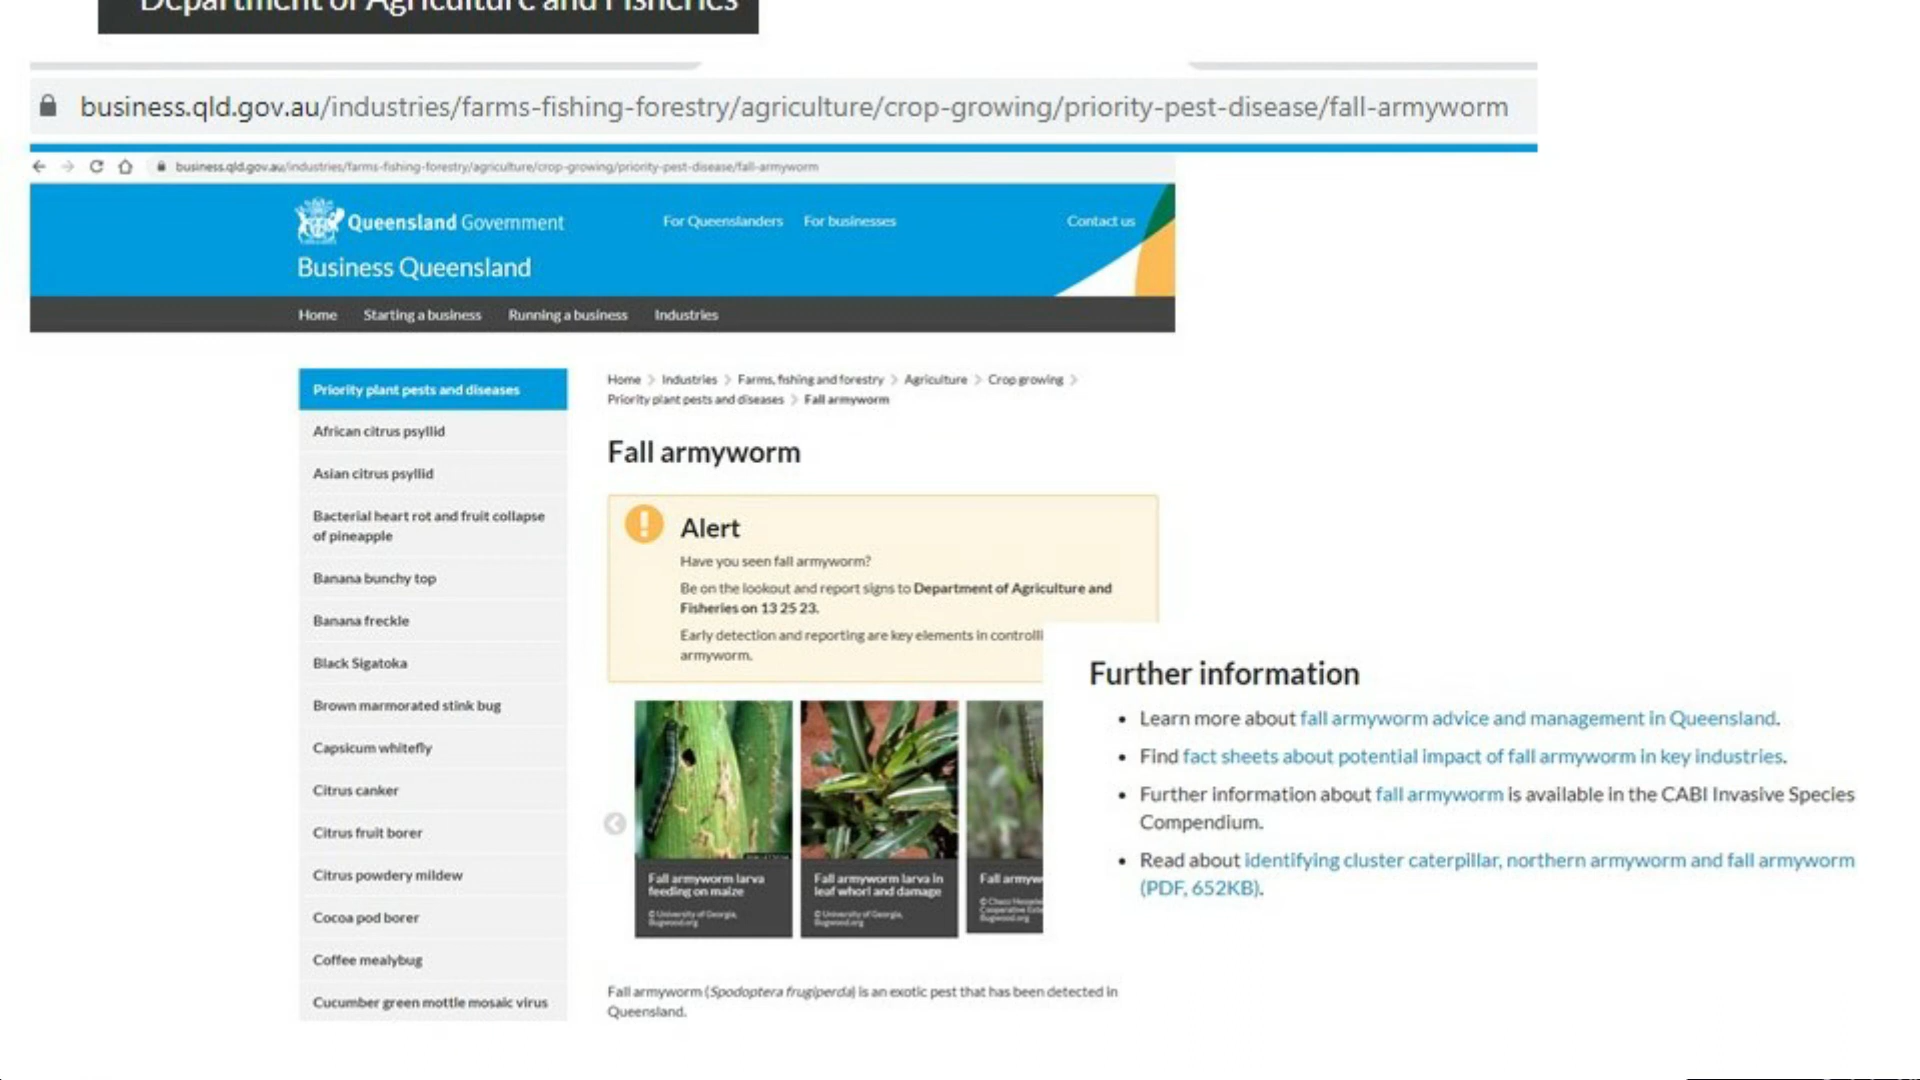 Department of Agriculture and Fisheries
business.qld.gov.au/industries/farms-fishing-forestry/agriculture/crop-growing/priority-pest-disease/fall-armyworm
business.qld.gov.au/industries/farms-fishing-forestry/agriculture/crop-growing/priority-pest-disease/fall-armyworm
Queensland Government
For Queenslanders
For businesses
Contact us
Business Queensland
Home
Starting a business
Running a business
Industries
Priority plant pests and diseases
African citrus psyllid
Asian citrus psyllid
Bacterial heart rot and fruit collapse
of pineapple
Banana bunchy top
Banana freckle
Black Sigatoka
Brown marmorated stink bug
Capsicum whitefly
Citrus canker
Citrus fruit borer
Citrus powdery mildew
Cocoa pod borer
Coffee mealybug
Cucumber green mottle mosaic virus
Home > Industries > Farms, fishing and forestry > Agriculture > Crop growing >
Priority plant pests and diseases > Fall armyworm
Fall armyworm
Alert
Have you seen fall armyworm?
Be on the lookout and report signs to Department of Agriculture and
Fisheries on 13 25 23.
Early detection and reporting are key elements in controlli
armyworm.
Fall armyworm larva
feeding on maize
© University of Georgia,
Bugwood.org
Fall armyworm larva in
leaf whorl and damage
© University of Georgia,
Bugwood.org
Fall armyw
Bugwood.org
Fall armyworm (Spodoptera frugiperda) is an exotic pest that has been detected in
Queensland.
Further information
• Learn more about fall armyworm advice and management in Queensland.
• Find fact sheets about potential impact of fall armyworm in key industries.
• Further information about fall armyworm is available in the CABI Invasive Species
Compendium.
• Read about identifying cluster caterpillar, northern armyworm and fall armyworm
(PDF, 652KB).